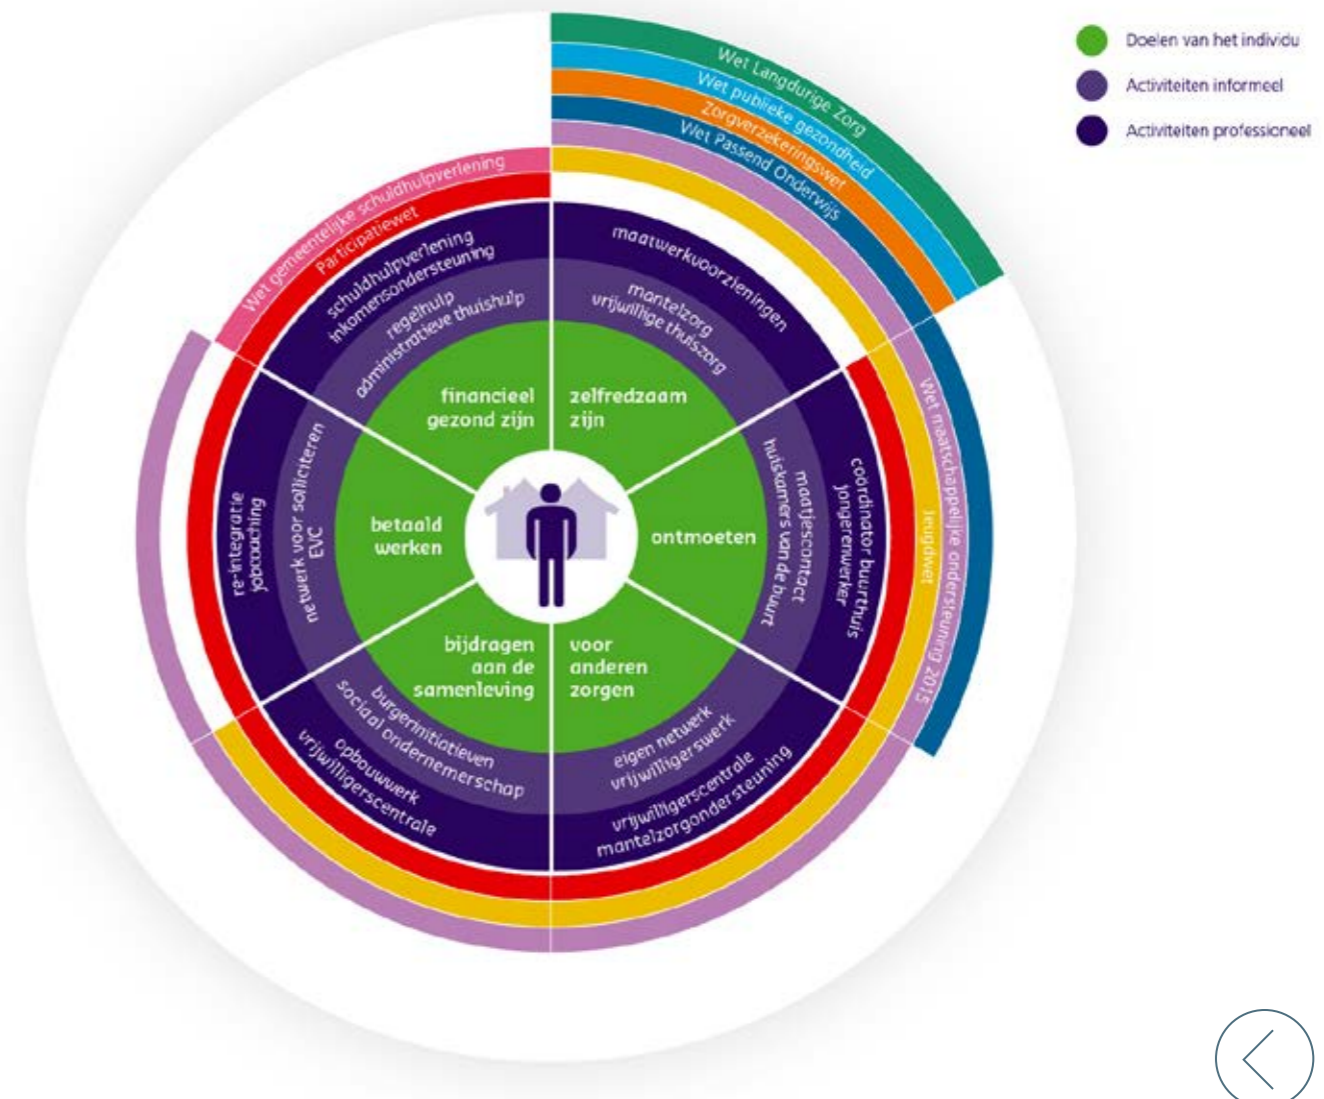 Doelen van het individu
Activiteiten informeel
Activiteiten professioneel
Wet Langdurige Zorg
Wet publieke gezondheid
Zorgverzekeringswet
Wet Passend Onderwijs
Wet maatschappelijke ondersteuning 2015
Jeugdwet
Wet gemeentelijke schuldhulpverlening
Participatiewet
schuldhulpverlening
inkomensondersteuning
regelhulp
administratieve thuishulp
financieel
gezond zijn
maatwerkvoorzieningen
mantelzorg
vrijwillige thuiszorg
zelfredzaam
zijn
coördinator buurthuis
jongerenwerker
maatjescontact
huiskamers van de buurt
ontmoeten
voor
anderen
zorgen
eigen netwerk
vrijwilligerswerk
vrijwilligerscentrale
mantelzorgondersteuning
bijdragen
aan de
samenleving
burgerinitiatieven
sociaal ondernemerschap
opbouwwerk
vrijwilligerscentrale
betaald
werken
netwerk voor solliciteren
EVC
re-integratie
jobcoaching